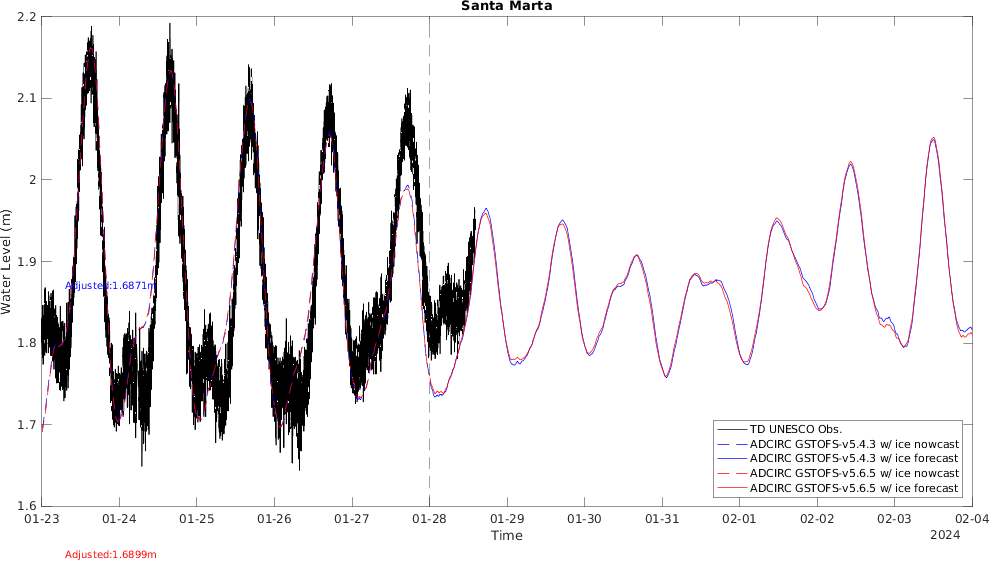 Santa Marta
2.2
2.1
2
1.9
1.8
1.7
1.6
Water Level (m)
Adjusted:1.6871m
TD UNESCO Obs.
ADCIRC GSTOFS-v5.4.3 w/ ice nowcast
ADCIRC GSTOFS-v5.4.3 w/ ice forecast
ADCIRC GSTOFS-v5.6.5 w/ ice nowcast
ADCIRC GSTOFS-v5.6.5 w/ ice forecast
01-23 01-24 01-25 01-26 01-27 01-28 01-29 01-30 01-31 02-01 02-02 02-03 02-04
Time
2024
Adjusted:1.6899m